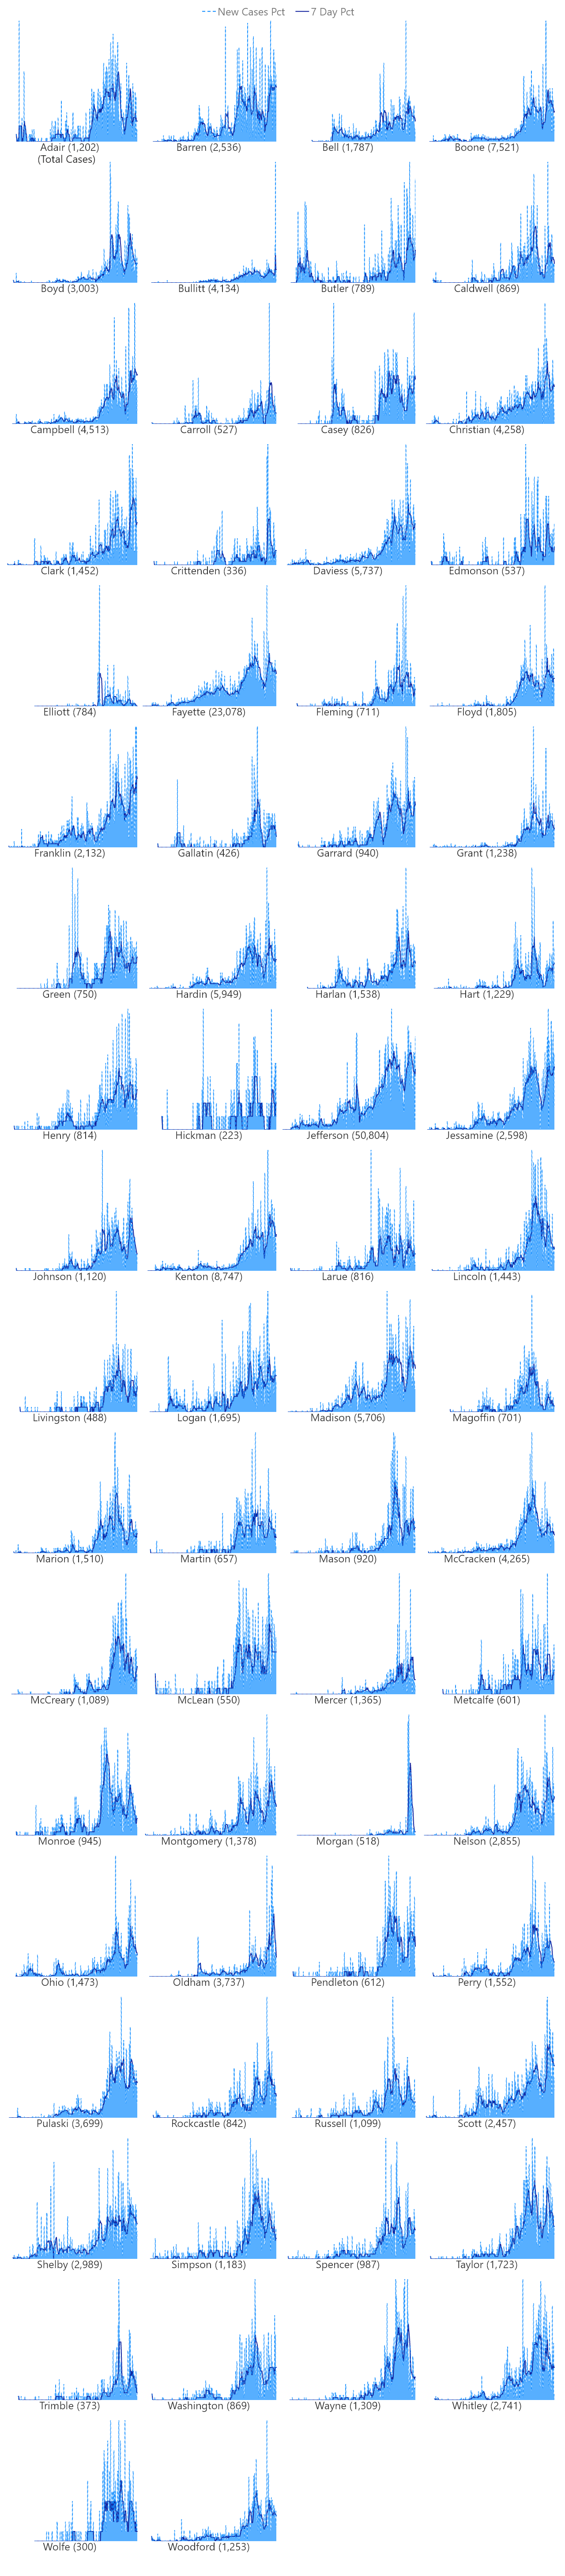 New Cases Pct 7 Day Pct
Adair (1,202) Barren (2,536) Bell (1,787) Boone (7,521)
(Total Cases)
Boyd (3,003) Bullitt (4,134) Butler (789) Caldwell (869)
Campbell (4,513) Carroll (527) Casey (826) Christian (4,258)
Clark (1,452) Crittenden (336) Daviess (5,737) Edmonson (537)
Elliott (784) Fayette (23,078) Fleming (711) Floyd (1,805)
Franklin (2,132) Gallatin (426) Garrard (940) Grant (1,238)
Green (750) Hardin (5,949) Harlan (1,538) Hart (1,229)
Henry (814) Hickman (223) Jefferson (50,804) Jessamine (2,598)
Johnson (1,120) Kenton (8,747) Larue (816) Lincoln (1,443)
Livingston (488) Logan (1,695) Madison (5,706) Magoffin (701)
Marion (1,510) Martin (657) Mason (920) McCracken (4,265)
McCreary (1,089) McLean (550) Mercer (1,365) Metcalfe (601)
Monroe (945) Montgomery (1,378) Morgan (518) Nelson (2,855)
Ohio (1,473) Oldham (3,737) Pendleton (612) Perry (1,552)
Pulaski (3,699) Rockcastle (842) Russell (1,099) Scott (2,457)
Shelby (2,989) Simpson (1,183) Spencer (987) Taylor (1,723)
Trimble (373) Washington (869) Wayne (1,309) Whitley (2,741)
Wolfe (300) Woodford (1,253)